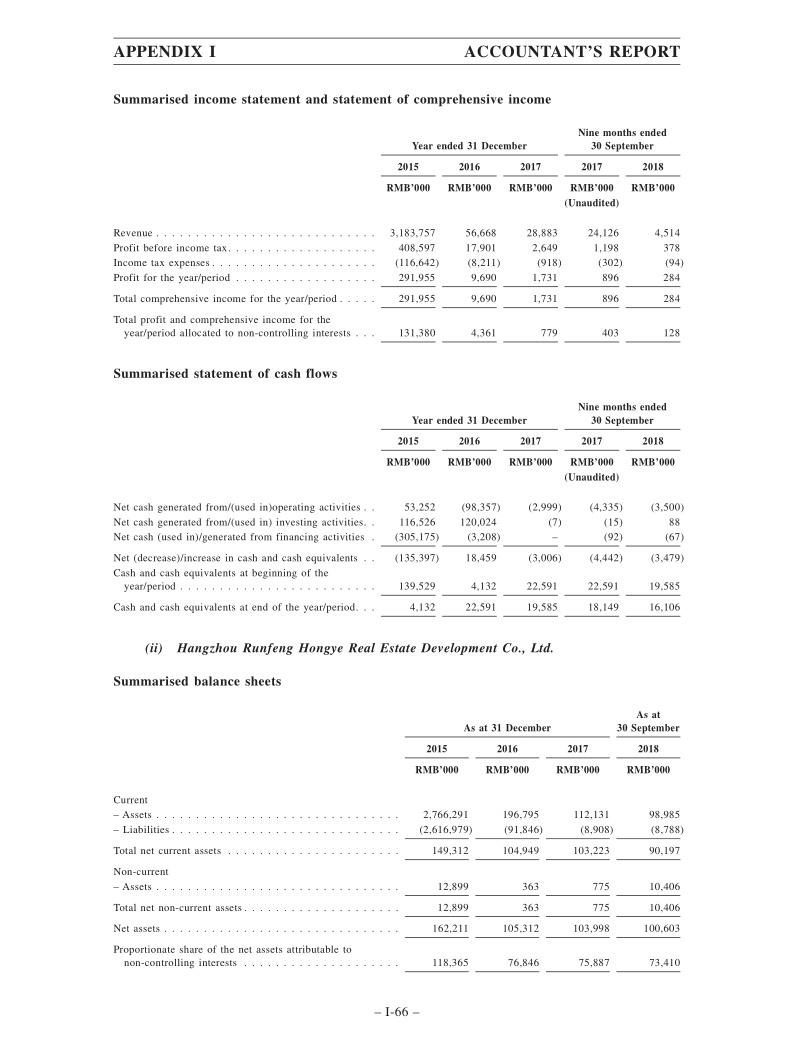 APPENDIX I ACCOUNTANT'S REPORT
Summarised income statement and statement of comprehensive income
Nine months ended
Year ended 31 December 30 September
2015 2016 2017 2017 2018
RMB'000 RMB'000 RMB'000 RMB'000 RMB'000
(Unaudited)
Revenue . . . . . . . . . . . . . . . . . . . . . . . . . . . . 3,183,757 56,668 28,883 24,126 4,514
Profit before income tax. . . . . . . . . . . . . . . . . . . 408,597 17,901 2,649 1,198 378
Income tax expenses . . . . . . . . . . . . . . . . . . . . . (116,642) (8,211) (918) (302) (94)
Profit for the year/period . . . . . . . . . . . . . . . . . . 291,955 9,690 1,731 896 284
Total comprehensive income for the year/period . . . . . 291,955 9,690 1,731 896 284
Total profit and comprehensive income for the
year/period allocated to non-controlling interests . . . 131,380 4,361 779 403 128
Summarised statement of cash flows
Nine months ended
Year ended 31 December 30 September
2015 2016 2017 2017 2018
RMB'000 RMB'000 RMB'000 RMB'000 RMB'000
(Unaudited)
Net cash generated from/(used in)operating activities . . 53,252 (98,357) (2,999) (4,335) (3,500)
Net cash generated from/(used in) investing activities. . 116,526 120,024 (7) (15) 88
Net cash (used in)/generated from financing activities . (305,175) (3,208) – (92) (67)
Net (decrease)/increase in cash and cash equivalents . . (135,397) 18,459 (3,006) (4,442) (3,479)
Cash and cash equivalents at beginning of the
year/period . . . . . . . . . . . . . . . . . . . . . . . . . 139,529 4,132 22,591 22,591 19,585
Cash and cash equivalents at end of the year/period. . . 4,132 22,591 19,585 18,149 16,106
(ii) Hangzhou Runfeng Hongye Real Estate Development Co., Ltd.
Summarised balance sheets
As at
As at 31 December 30 September
2015 2016 2017 2018
RMB'000 RMB'000 RMB'000 RMB'000
Current
– Assets . . . . . . . . . . . . . . . . . . . . . . . . . . . . . . . 2,766,291 196,795 112,131 98,985
– Liabilities . . . . . . . . . . . . . . . . . . . . . . . . . . . . . (2,616,979) (91,846) (8,908) (8,788)
Total net current assets . . . . . . . . . . . . . . . . . . . . . . 149,312 104,949 103,223 90,197
Non-current
– Assets . . . . . . . . . . . . . . . . . . . . . . . . . . . . . . . 12,899 363 775 10,406
Total net non-current assets . . . . . . . . . . . . . . . . . . . . 12,899 363 775 10,406
Net assets . . . . . . . . . . . . . . . . . . . . . . . . . . . . . . 162,211 105,312 103,998 100,603
Proportionate share of the net assets attributable to
non-controlling interests . . . . . . . . . . . . . . . . . . . . 118,365 76,846 75,887 73,410
– I-66 –